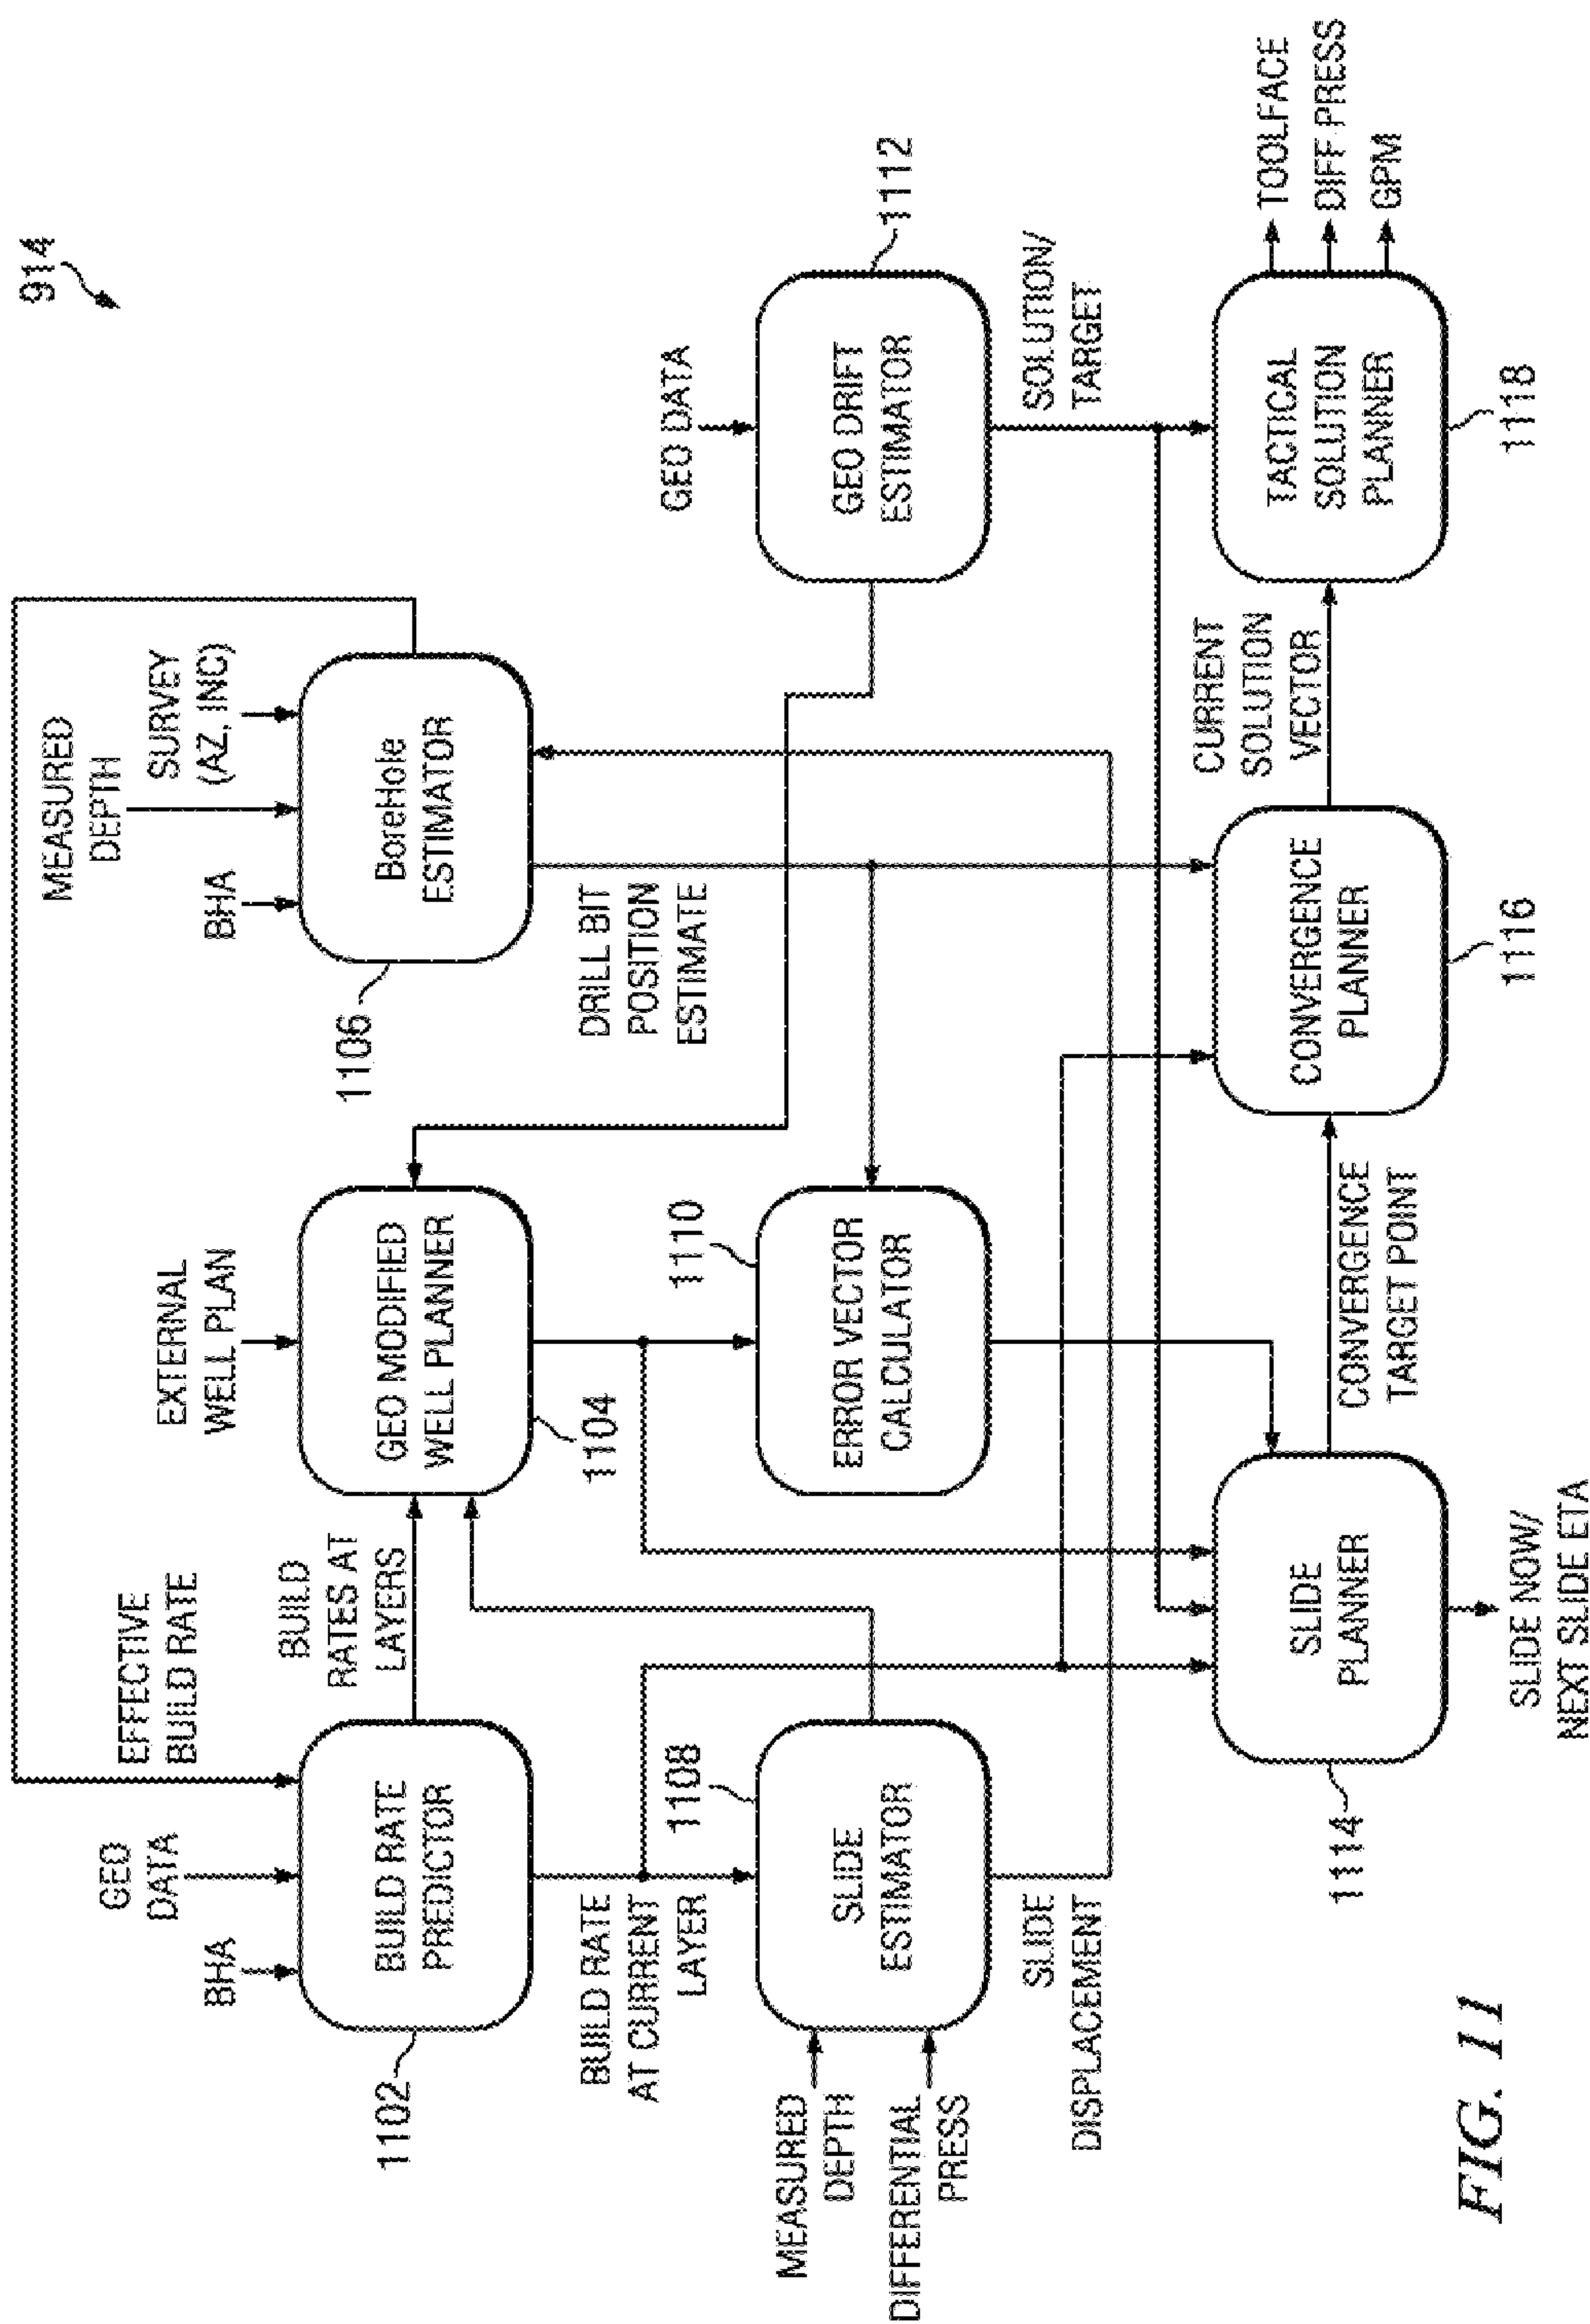 914
MEASURED
DEPTH
SURVEY
(AZ, INC)
BHA
EXTERNAL
WELL PLAN
EFFECTIVE
BUILD RATE
GEO
DATA
BHA
BUILD RATE
PREDICTOR
1102
BUILD
RATES AT
LAYERS
GEO MODIFIED
WELL PLANNER
1104
BoreHole
ESTIMATOR
1106
BUILD RATE
AT CURRENT
LAYER
DRILL BIT
POSITION
ESTIMATE
GEO DATA
MEASURED
DEPTH
DIFFERENTIAL
PRESS
SLIDE
ESTIMATOR
1108
ERROR VECTOR
CALCULATOR
1110
GEO DRIFT
ESTIMATOR
1112
SLIDE
DISPLACEMENT
SOLUTION/
TARGET
SLIDE
PLANNER
1114
CONVERGENCE
TARGET POINT
CONVERGENCE
PLANNER
1116
CURRENT
SOLUTION
VECTOR
TACTICAL
SOLUTION
PLANNER
1118
TOOLFACE
DIFF PRESS
GPM
SLIDE NOW/
NEXT SLIDE ETA
FIG. 11